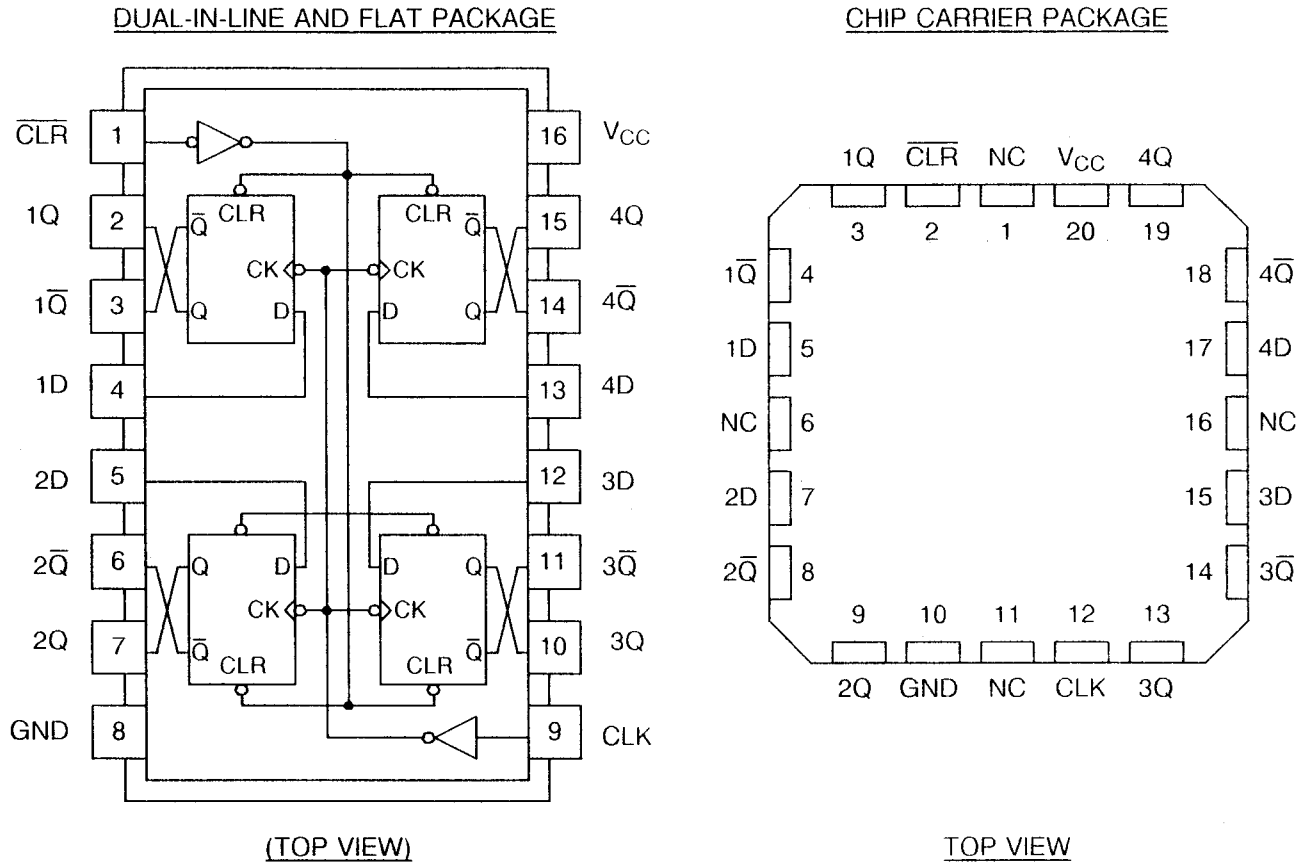 DUAL-IN-LINE AND FLAT PACKAGE
C̅L̅R̅ 1 16 VCC
CLR CLR
1Q 2 Q̅ Q̅ 15 4Q
CK CK
1Q̅ 3 Q D D Q 14 4Q̅
1D 4 13 4D
2D 5 12 3D
2Q̅ 6 Q D D Q 11 3Q̅
CK CK
2Q 7 Q̅ Q̅ 10 3Q
CLR CLR
GND 8 9 CLK
(TOP VIEW)
CHIP CARRIER PACKAGE
1Q C̅L̅R̅ NC VCC 4Q
3 2 1 20 19
1Q̅ 4 18 4Q̅
1D 5 17 4D
NC 6 16 NC
2D 7 15 3D
2Q̅ 8 14 3Q̅
9 10 11 12 13
2Q GND NC CLK 3Q
TOP VIEW